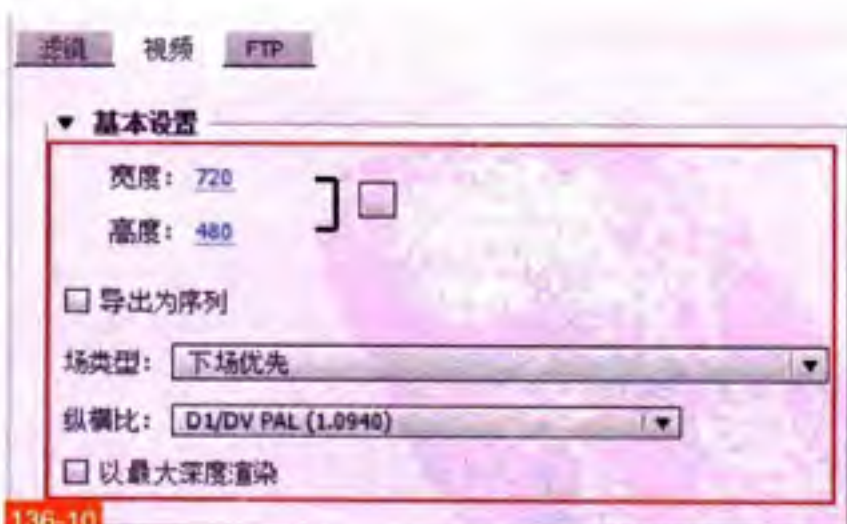 滤镜 视频 FTP
▼ 基本设置
宽度: 720
高度: 480
导出为序列
场类型: 下场优先
纵横比: D1/DV PAL (1.0940)
以最大深度渲染
136-10